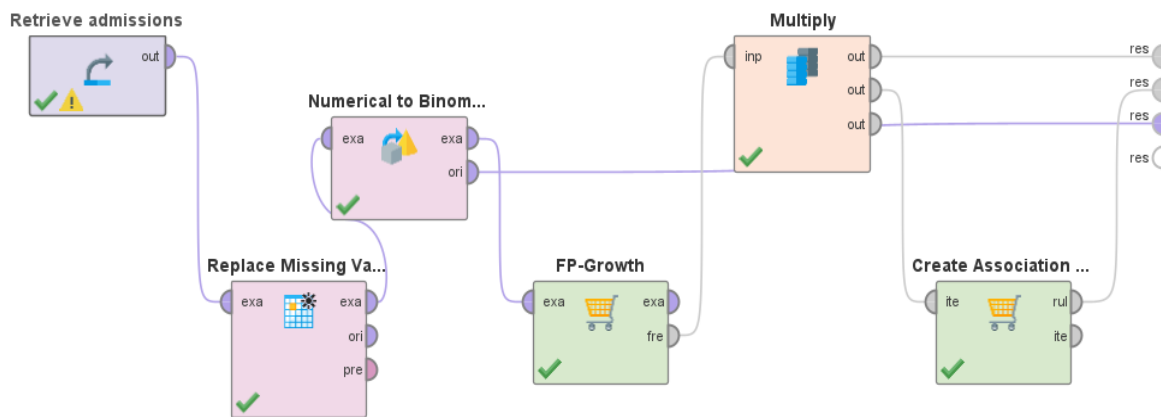 Retrieve admissions
out
Multiply
inp
out
out
out
res
res
res
res
Numerical to Binom...
exa
exa
ori
Replace Missing Va...
exa
exa
ori
pre
FP-Growth
exa
exa
fre
Create Association ...
ite
rul
ite